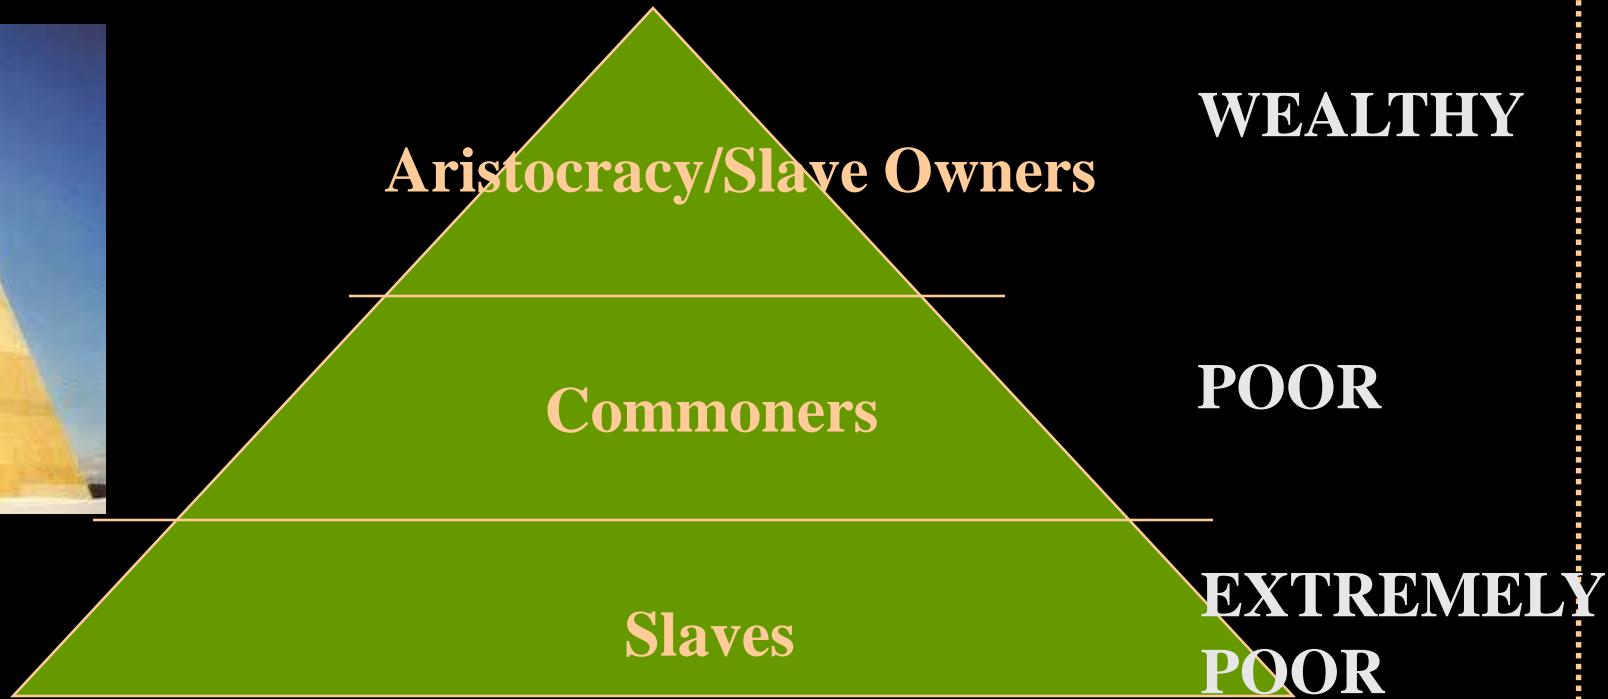 WEALTHY
Aristocracy/Slave Owners
POOR
Commoners
EXTREMELY
POOR
Slaves